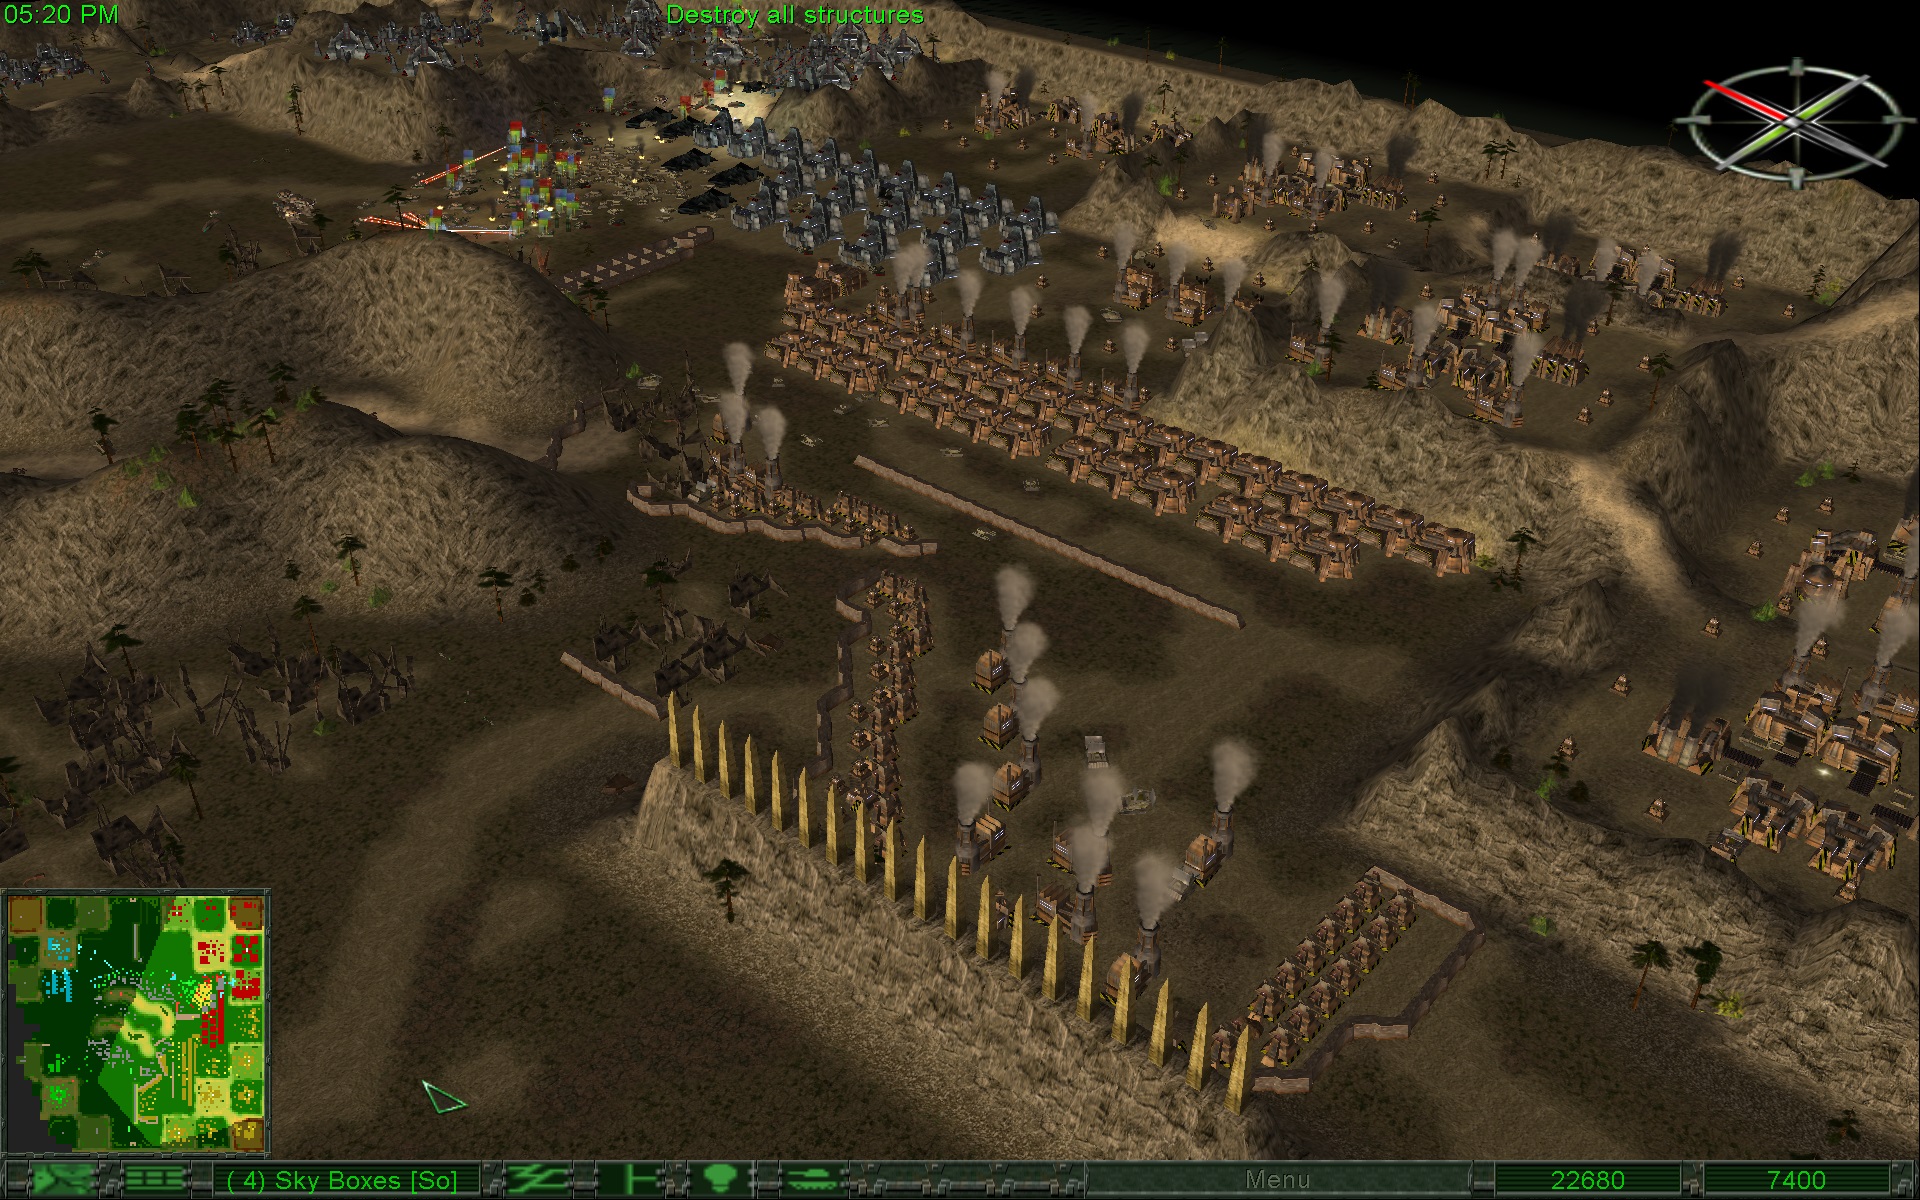 05:20 PM
Destroy all structures
( 4) Sky Boxes [So]
Menu
22680
7400